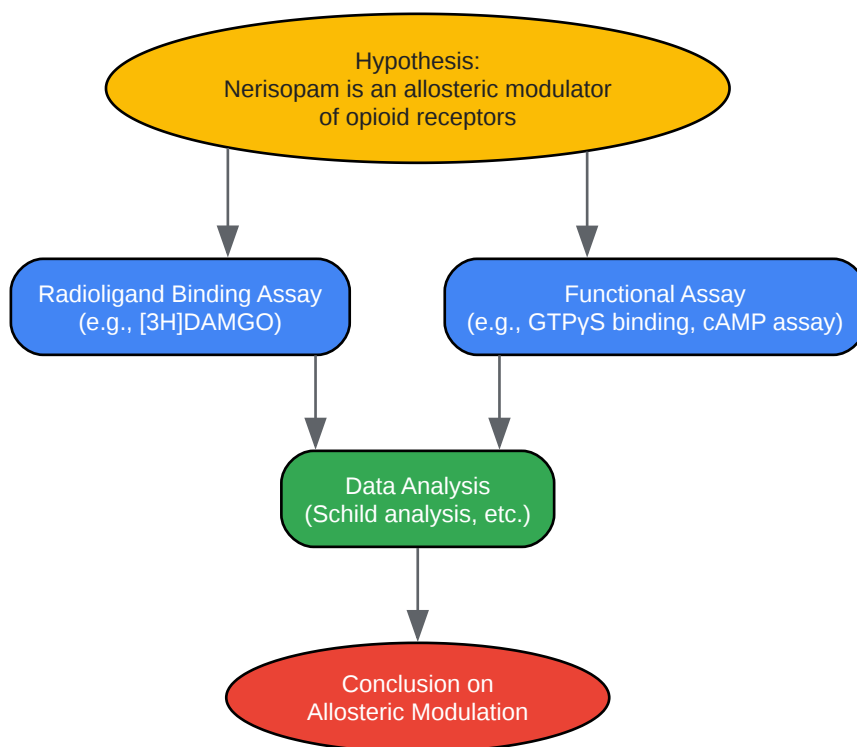 Hypothesis:
Nerisopam is an allosteric modulator
of opioid receptors
Radioligand Binding Assay
(e.g., [3H]DAMGO)
Functional Assay
(e.g., GTPγS binding, cAMP assay)
Data Analysis
(Schild analysis, etc.)
Conclusion on
Allosteric Modulation